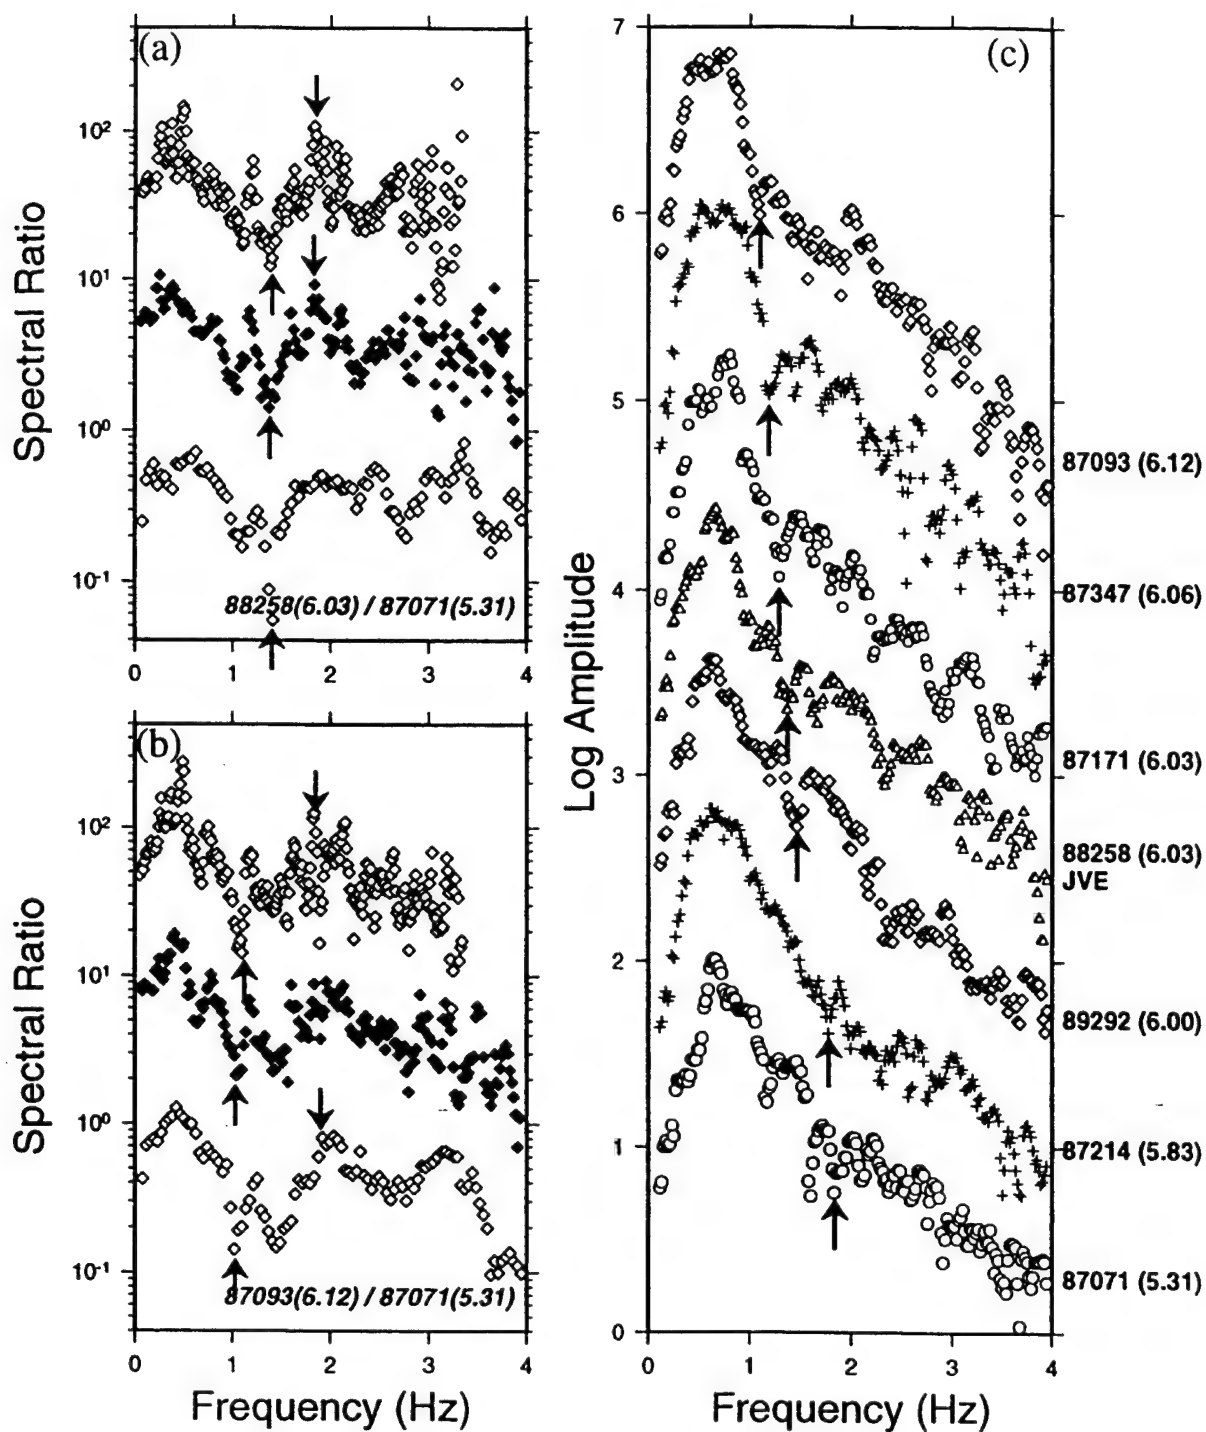 (a)
10²
10¹
10⁰
10⁻¹
Spectral Ratio
88258(6.03) / 87071(5.31)
0 1 2 3 4
(b)
10²
10¹
10⁰
10⁻¹
Spectral Ratio
87093(6.12) / 87071(5.31)
0 1 2 3 4
Frequency (Hz)
(c)
7
6
5
4
3
2
1
0
Log Amplitude
87093 (6.12)
87347 (6.06)
87171 (6.03)
88258 (6.03)
JVE
89292 (6.00)
87214 (5.83)
87071 (5.31)
0 1 2 3 4
Frequency (Hz)